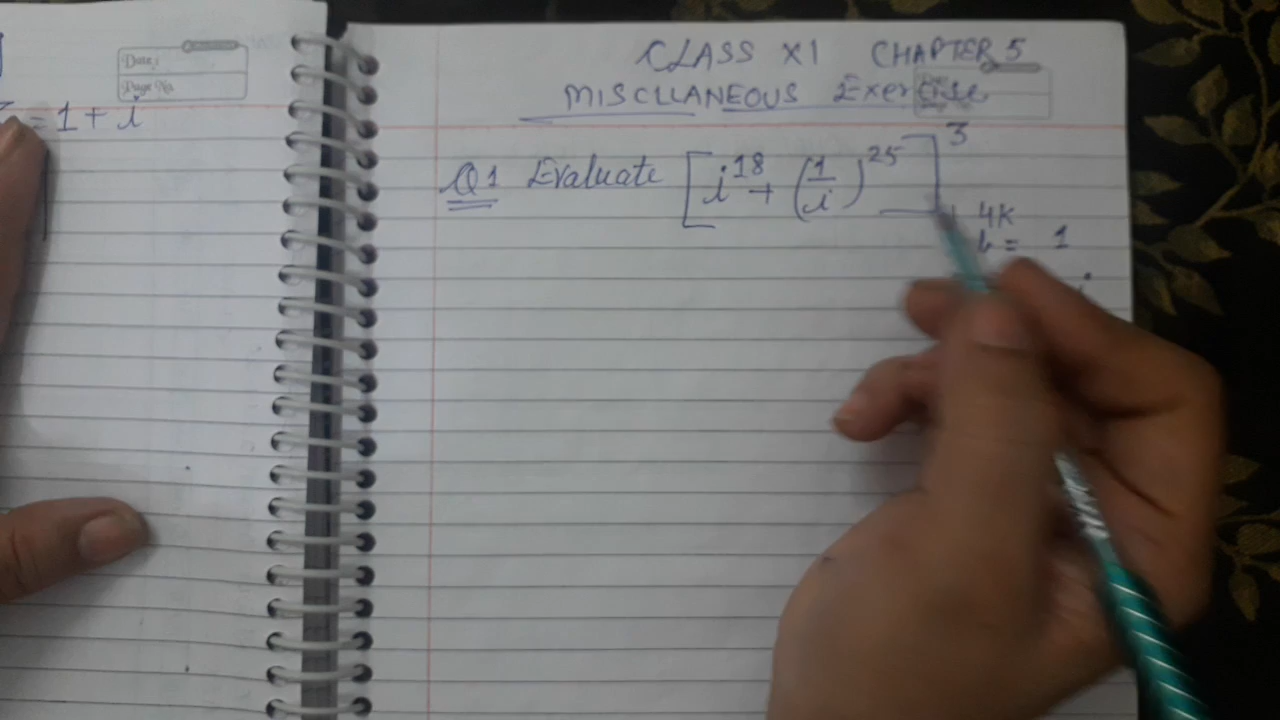 Date :
Page No.
= 1 + i
CLASS XI CHAPTER 5
MISCLLANEOUS Exercise
Q1 Evaluate [i^18 + (1/i)^25]^3
4K
i = 1
i